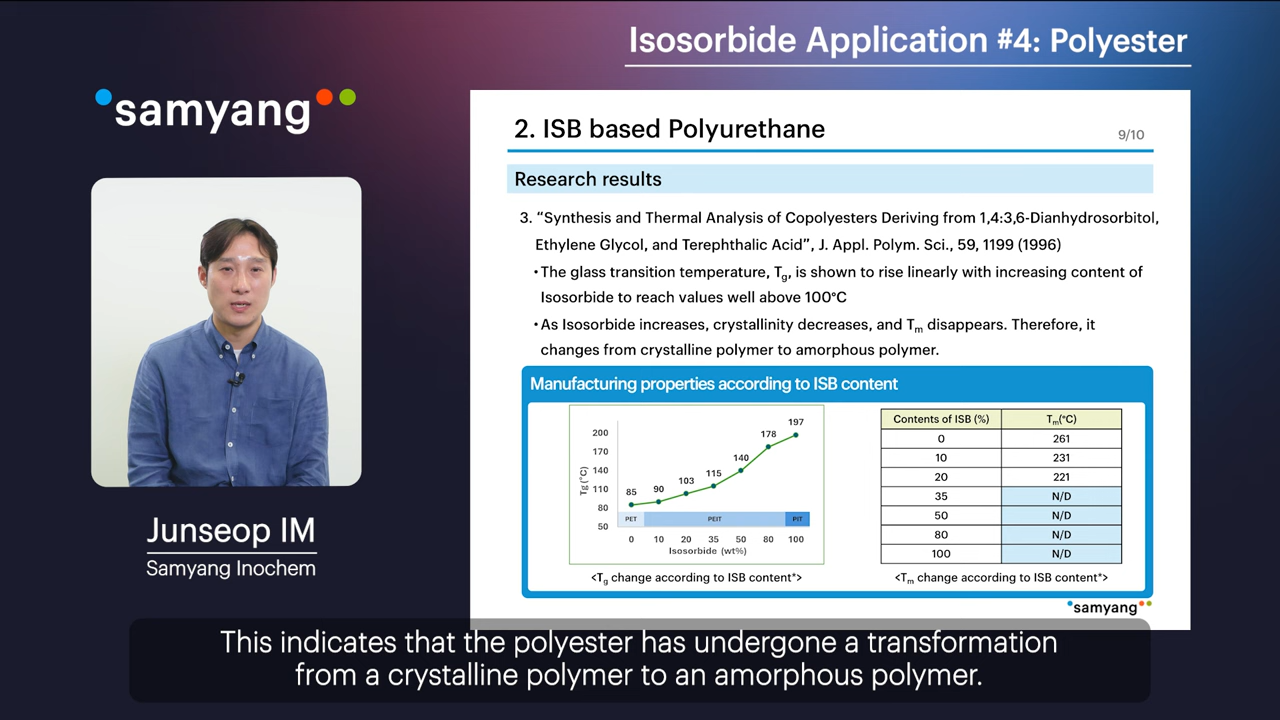 Isosorbide Application #4: Polyester
samyang
2. ISB based Polyurethane
9/10
Research results
3. “Synthesis and Thermal Analysis of Copolyesters Deriving from 1,4:3,6-Dianhydrosorbitol,
Ethylene Glycol, and Terephthalic Acid”, J. Appl. Polym. Sci., 59, 1199 (1996)
•The glass transition temperature, Tg, is shown to rise linearly with increasing content of
Isosorbide to reach values well above 100°C
•As Isosorbide increases, crystallinity decreases, and Tm disappears. Therefore, it
changes from crystalline polymer to amorphous polymer.
Manufacturing properties according to ISB content
Tg (°C)
200
170
140
110
80
50
85
90
103
115
140
178
197
PET
PEIT
PIT
0 10 20 35 50 80 100
Isosorbide (wt%)
<Tg change according to ISB content*>
Contents of ISB (%) Tm(°C)
0 261
10 231
20 221
35 N/D
50 N/D
80 N/D
100 N/D
<Tm change according to ISB content*>
samyang
Junseop IM
Samyang Inochem
This indicates that the polyester has undergone a transformation
from a crystalline polymer to an amorphous polymer.